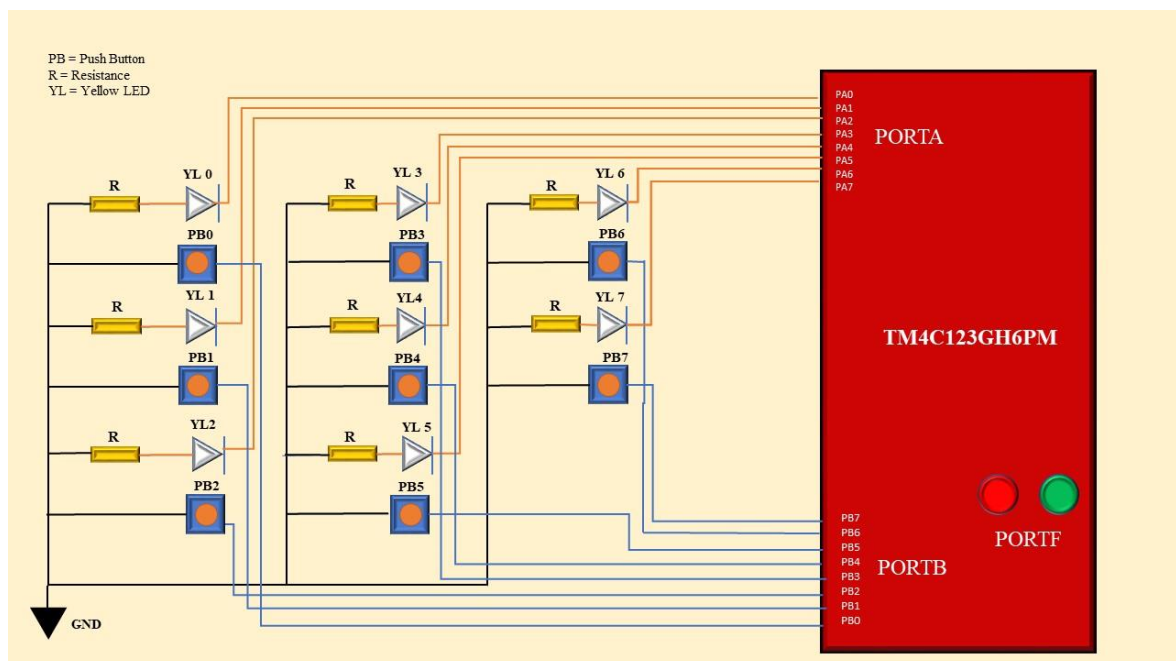 PB = Push Button
R = Resistance
YL = Yellow LED
PA0
PA1
PA2
PA3
PA4
PA5
PA6
PA7
PORTA
R
YL 0
R
YL 3
R
YL 6
PB0
PB3
PB6
R
YL 1
R
YL4
R
YL 7
TM4C123GH6PM
PB1
PB4
PB7
R
YL2
R
YL 5
PB2
PB5
PB7
PB6
PB5
PB4
PB3
PB2
PB1
PB0
PORTB
PORTF
GND